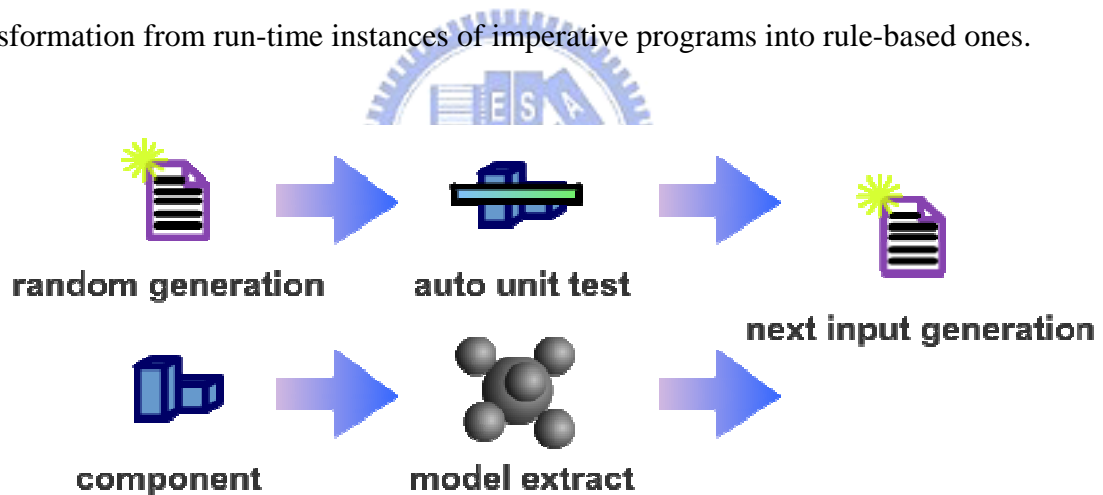 sformation from run-time instances of imperative programs into rule-based ones.
ESA
random generation
auto unit test
next input generation
component
model extract